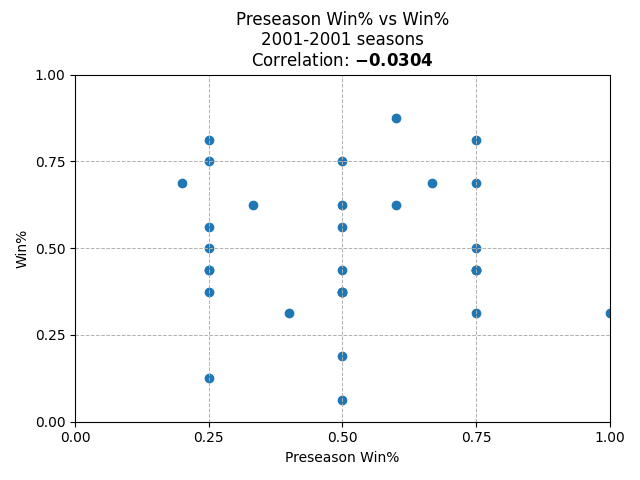 Preseason Win% vs Win%
2001-2001 seasons
Correlation: −0.0304
1.00
0.75
0.50
0.25
0.00
Win%
0.00 0.25 0.50 0.75 1.00
Preseason Win%